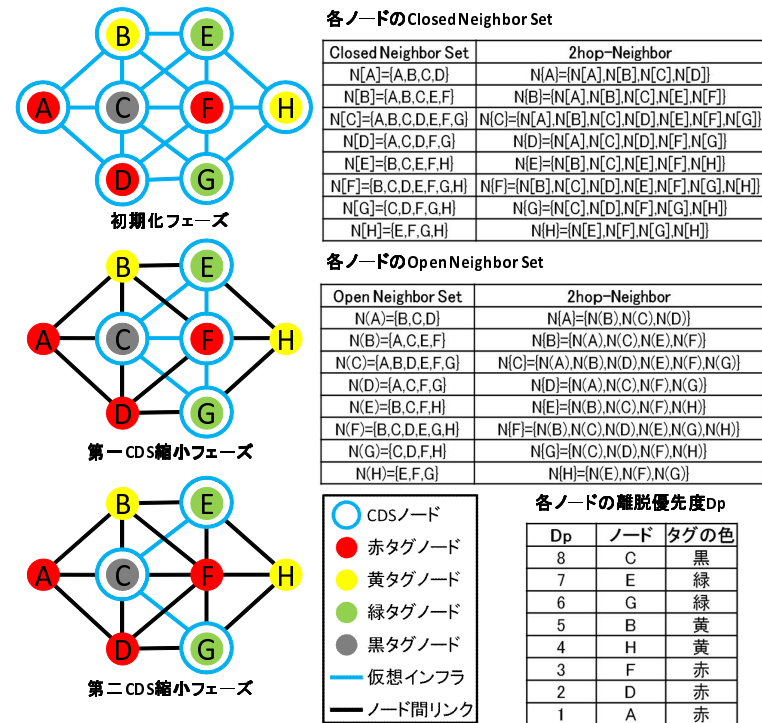 B E
A C F H
D G
初期化フェーズ
B E
A C F H
D G
第一CDS縮小フェーズ
B E
A C F H
D G
第二CDS縮小フェーズ
各ノードのClosed Neighbor Set
Closed Neighbor Set 2hop-Neighbor
N[A]={A,B,C,D} N{A}={N[A],N[B],N[C],N[D]}
N[B]={A,B,C,E,F} N{B}={N[A],N[B],N[C],N[E],N[F]}
N[C]={A,B,C,D,E,F,G} N{C}={N[A],N[B],N[C],N[D],N[E],N[F],N[G]}
N[D]={A,C,D,F,G} N{D}={N[A],N[C],N[D],N[F],N[G]}
N[E]={B,C,E,F,H} N{E}={N[B],N[C],N[E],N[F],N[H]}
N[F]={B,C,D,E,F,G,H} N{F}={N[B],N[C],N[D],N[E],N[F],N[G],N[H]}
N[G]={C,D,F,G,H} N{G}={N[C],N[D],N[F],N[G],N[H]}
N[H]={E,F,G,H} N{H}={N[E],N[F],N[G],N[H]}
各ノードのOpen Neighbor Set
Open Neighbor Set 2hop-Neighbor
N(A)={B,C,D} N{A}={N(B),N(C),N(D)}
N(B)={A,C,E,F} N{B}={N(A),N(C),N(E),N(F)}
N(C)={A,B,D,E,F,G} N{C}={N(A),N(B),N(D),N(E),N(F),N(G)}
N(D)={A,C,F,G} N{D}={N(A),N(C),N(F),N(G)}
N(E)={B,C,F,H} N{E}={N(B),N(C),N(F),N(H)}
N(F)={B,C,D,E,G,H} N{F}={N(B),N(C),N(D),N(E),N(G),N(H)}
N(G)={C,D,F,H} N{G}={N(C),N(D),N(F),N(H)}
N(H)={E,F,G} N{H}={N(E),N(F),N(G)}
CDSノード
赤タグノード
黄タグノード
緑タグノード
黒タグノード
仮想インフラ
ノード間リンク
各ノードの離脱優先度Dp
Dp ノード タグの色
8 C 黒
7 E 緑
6 G 緑
5 B 黄
4 H 黄
3 F 赤
2 D 赤
1 A 赤